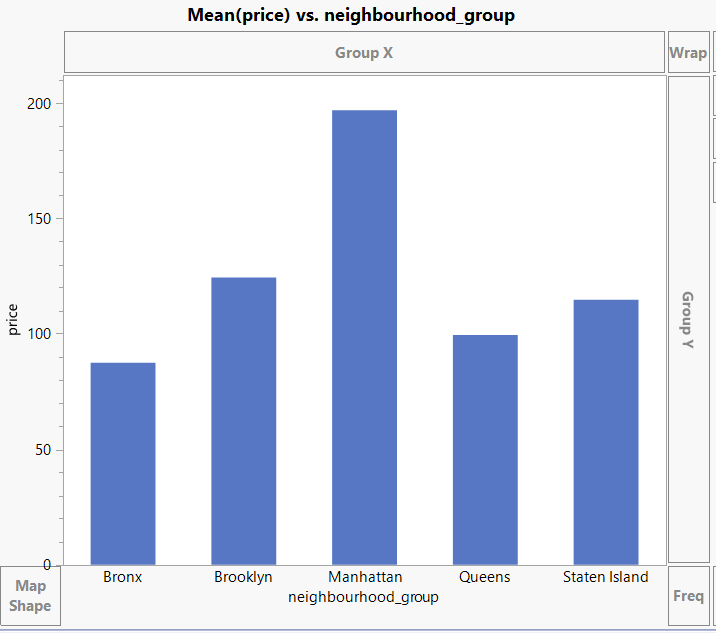 Mean(price) vs. neighbourhood_group
Group X
Wrap
200
150
100
50
0
price
Group Y
Bronx
Brooklyn
Manhattan
Queens
Staten Island
neighbourhood_group
Map
Shape
Freq